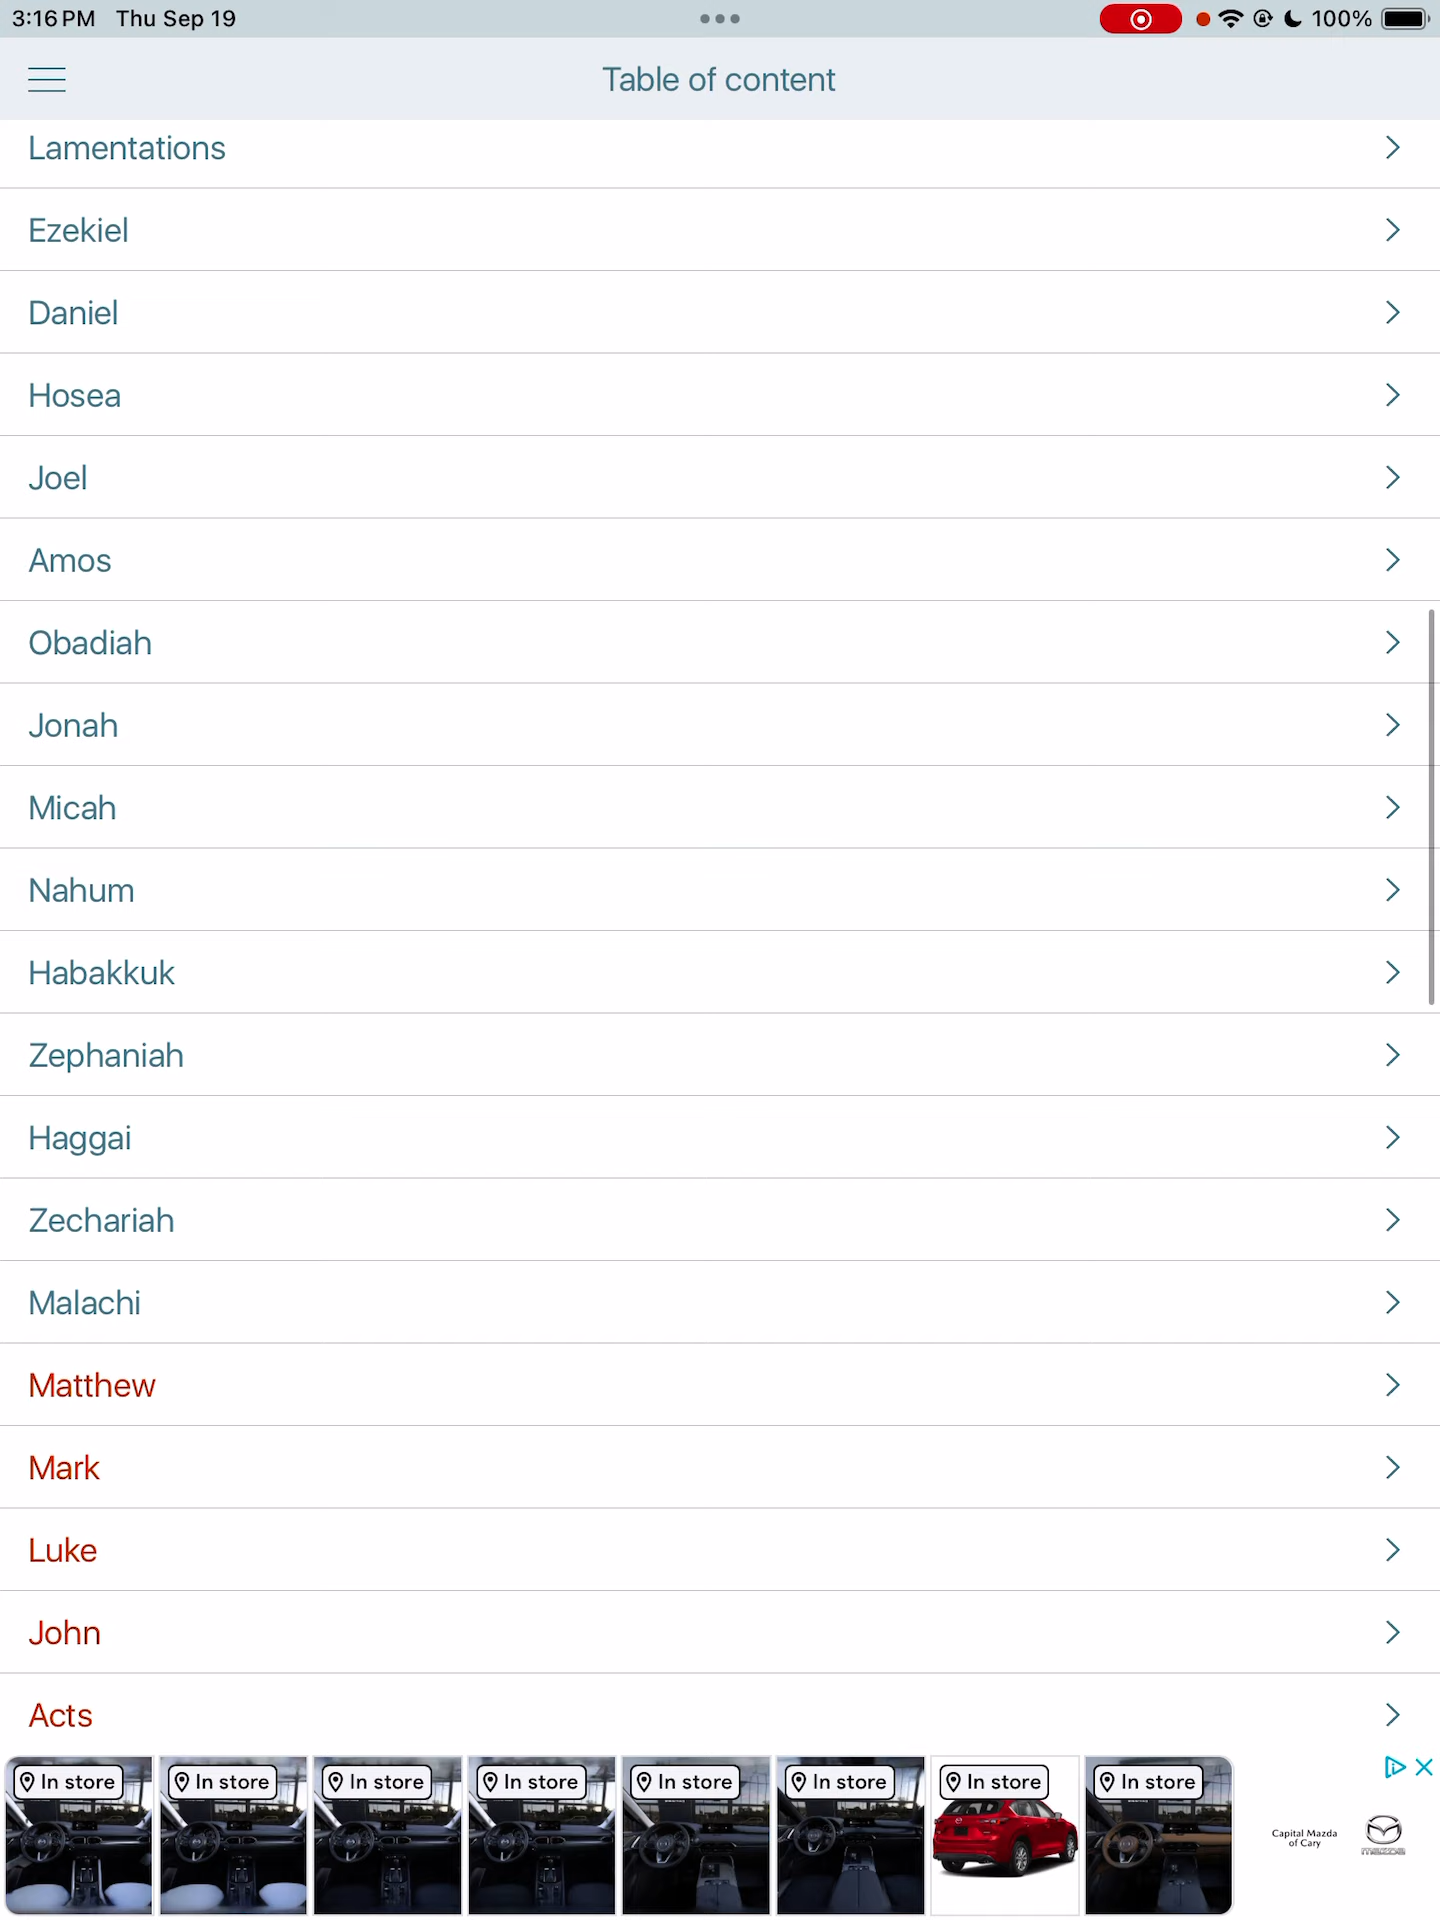 3:16 PM Thu Sep 19
100%
Table of content
Lamentations
Ezekiel
Daniel
Hosea
Joel
Amos
Obadiah
Jonah
Micah
Nahum
Habakkuk
Zephaniah
Haggai
Zechariah
Malachi
Matthew
Mark
Luke
John
Acts
In store
In store
In store
In store
In store
In store
In store
In store
Capital Mazda
of Cary
mazda